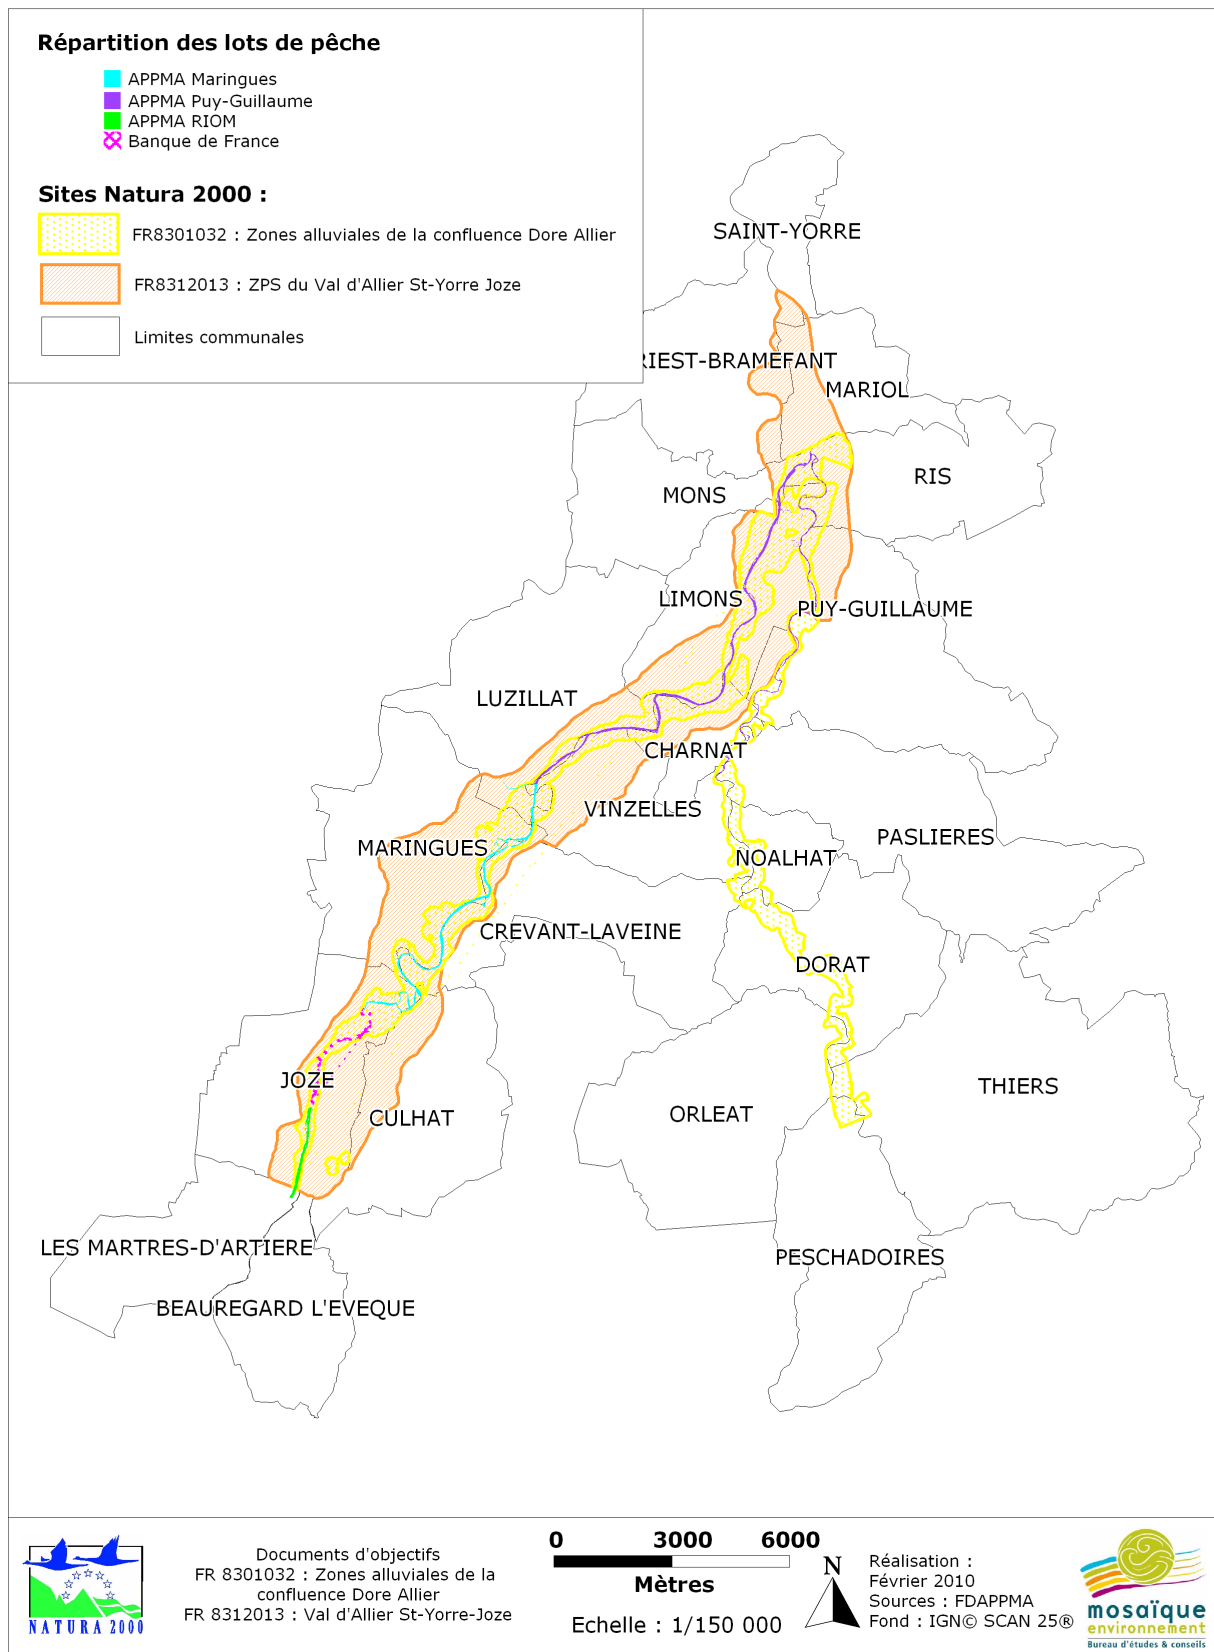 Répartition des lots de pêche
APPMA Maringues
APPMA Puy-Guillaume
APPMA RIOM
Banque de France
Sites Natura 2000 :
FR8301032 : Zones alluviales de la confluence Dore Allier
FR8312013 : ZPS du Val d'Allier St-Yorre Joze
Limites communales
SAINT-YORRE
RIEST-BRAMEFANT
MARIOL
RIS
MONS
LIMONS
PUY-GUILLAUME
LUZILLAT
CHARNAT
VINZELLES
PASLIERES
MARINGUES
NOALHAT
CREVANT-LAVEINE
DORAT
JOZE
THIERS
CULHAT
ORLEAT
LES MARTRES-D'ARTIERE
PESCHADOIRES
BEAUREGARD L'EVEQUE
NATURA 2000
Documents d'objectifs
FR 8301032 : Zones alluviales de la
confluence Dore Allier
FR 8312013 : Val d'Allier St-Yorre-Joze
0 3000 6000
Mètres
Echelle : 1/150 000
N
Réalisation :
Février 2010
Sources : FDAPPMA
Fond : IGN© SCAN 25®
mosaïque
environnement
Bureau d'études & conseils